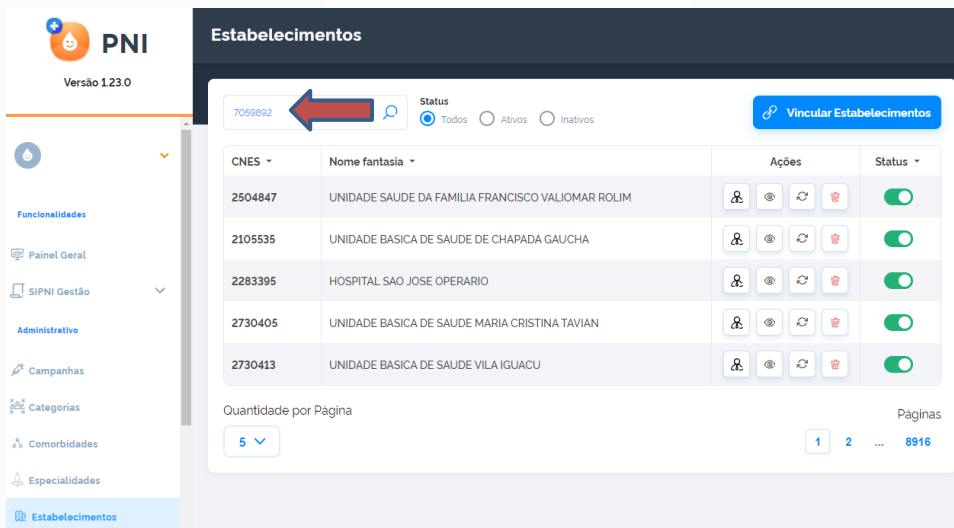 PNI
Versão 1.23.0
Funcionalidades
Painel Geral
SIPNI Gestão
Administrativo
Campanhas
Categorias
Comorbidades
Especialidades
Estabelecimentos
Estabelecimentos
7059892
Status
Todos Ativos Inativos
Vincular Estabelecimentos
CNES Nome fantasia Ações Status
2504847 UNIDADE SAUDE DA FAMILIA FRANCISCO VALIOMAR ROLIM
2105535 UNIDADE BASICA DE SAUDE DE CHAPADA GAUCHA
2283395 HOSPITAL SAO JOSE OPERARIO
2730405 UNIDADE BASICA DE SAUDE MARIA CRISTINA TAVIAN
2730413 UNIDADE BASICA DE SAUDE VILA IGUACU
Quantidade por Página
5
Páginas
1 2 ... 8916